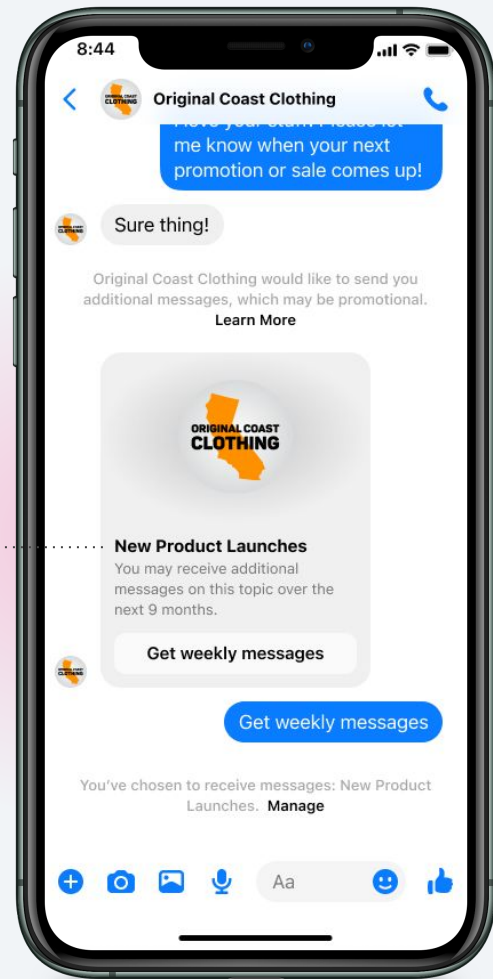 8:44
Original Coast Clothing
me know when your next
promotion or sale comes up!
Sure thing!
Original Coast Clothing would like to send you
additional messages, which may be promotional.
Learn More
ORIGINAL COAST
CLOTHING
New Product Launches
You may receive additional
messages on this topic over the
next 9 months.
Get weekly messages
Get weekly messages
You've chosen to receive messages: New Product
Launches. Manage
Aa